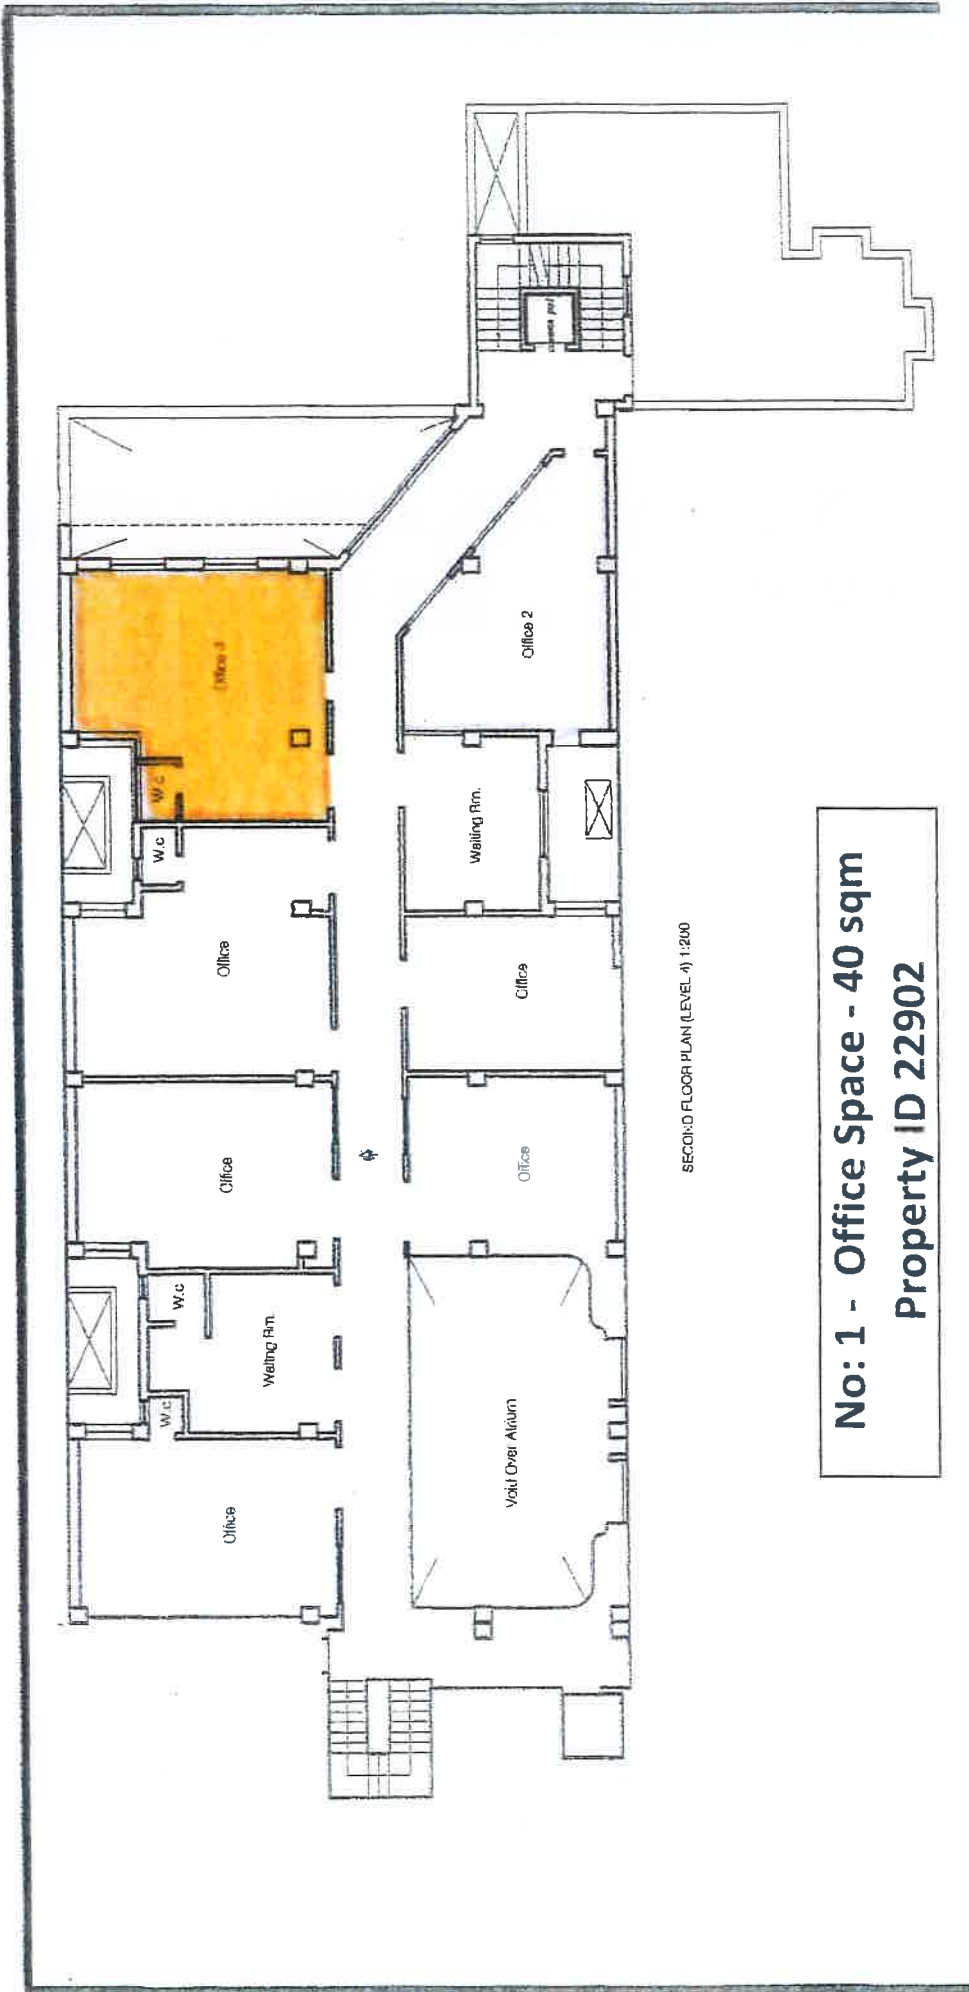 W.c
W.c
W.c
W.c
Office
Waiting Rm.
Office
Office
Office 3
Void Over Atrium
Office
Office
Waiting Rm.
Office 2
SECOND FLOOR PLAN (LEVEL 4) 1:200
No: 1 - Office Space - 40 sqm
Property ID 22902